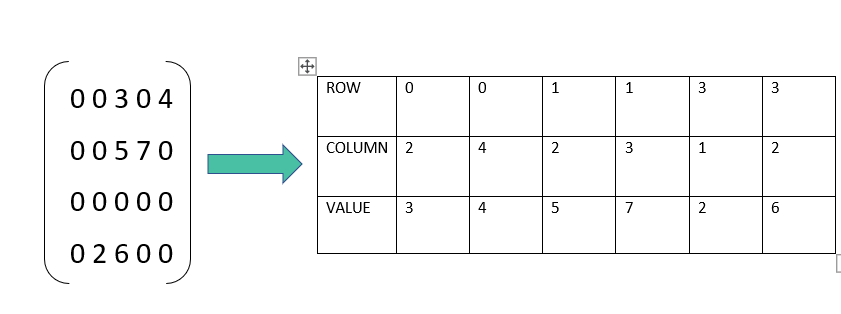 0 0 3 0 4
0 0 5 7 0
0 0 0 0 0
0 2 6 0 0
ROW 0 0 1 1 3 3
COLUMN 2 4 2 3 1 2
VALUE 3 4 5 7 2 6